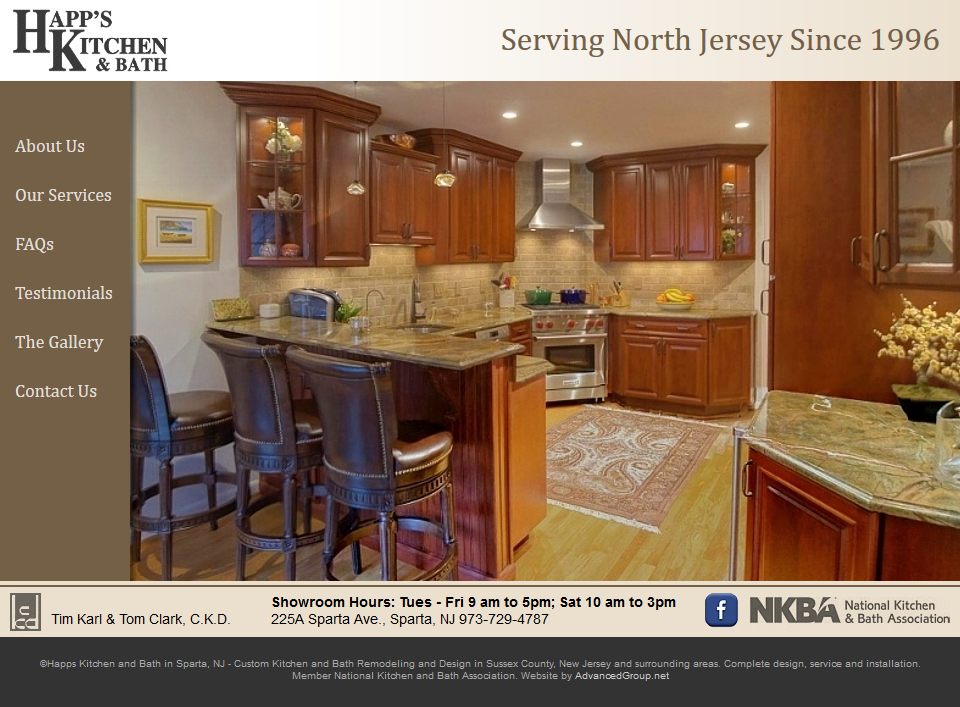 HAPP'S
KITCHEN
& BATH
Serving North Jersey Since 1996
About Us
Our Services
FAQs
Testimonials
The Gallery
Contact Us
Tim Karl & Tom Clark, C.K.D.
Showroom Hours: Tues - Fri 9 am to 5pm; Sat 10 am to 3pm
225A Sparta Ave., Sparta, NJ 973-729-4787
f
NKBA National Kitchen
& Bath Association
©Happs Kitchen and Bath in Sparta, NJ - Custom Kitchen and Bath Remodeling and Design in Sussex County, New Jersey and surrounding areas. Complete design, service and installation.
Member National Kitchen and Bath Association. Website by AdvancedGroup.net